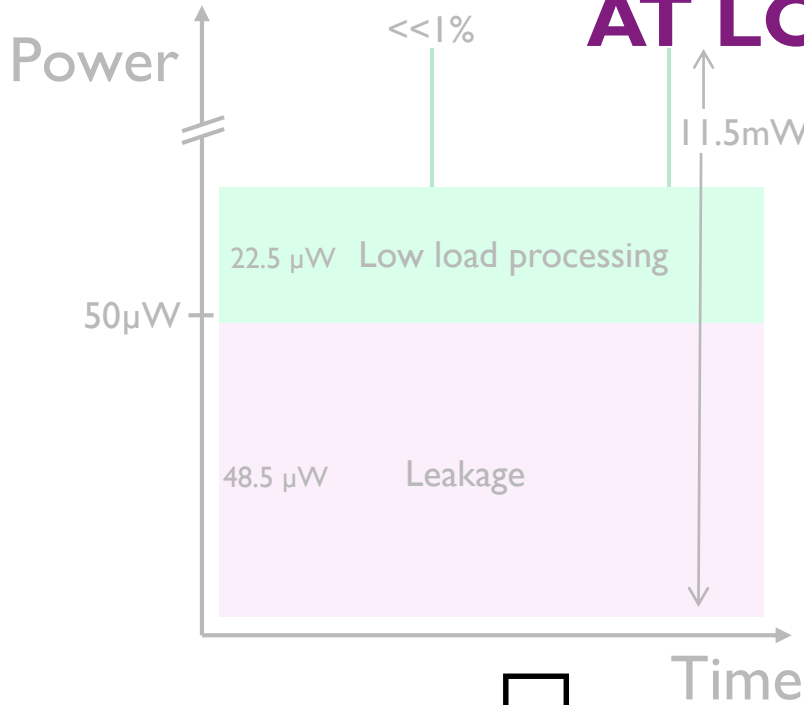 <<1%
AT LO
Power
11.5mW
22.5 µW Low load processing
50µW
48.5 µW Leakage
Time